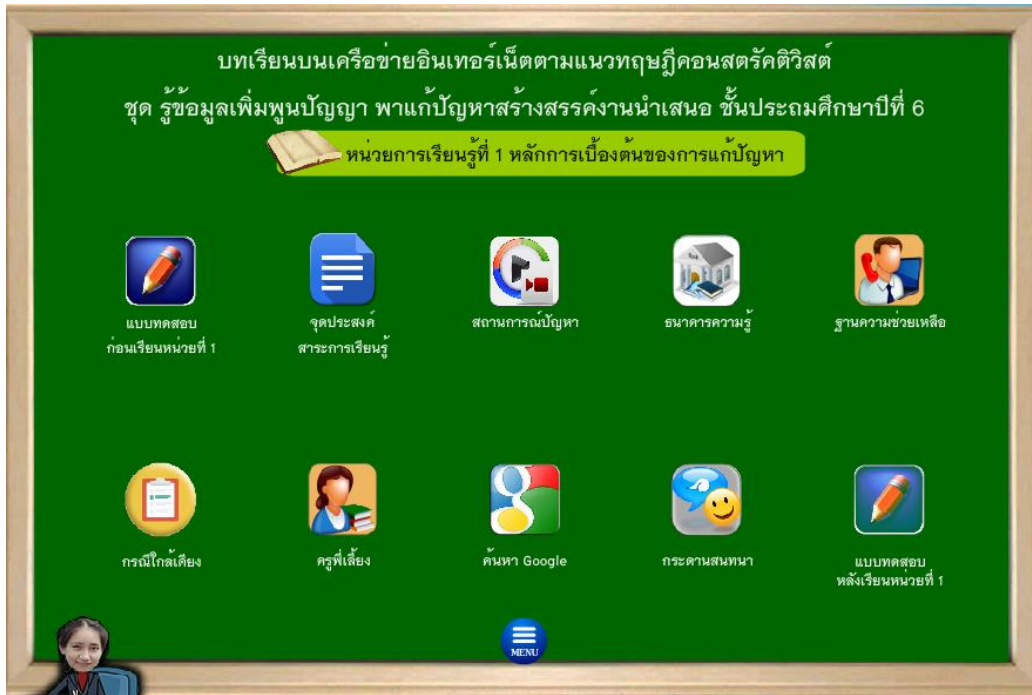 บทเรียนบนเครือข่ายอินเทอร์เน็ตตามแนวทฤษฎีคอนสตรัคติวิสต์
ชุด รู้ข้อมูลเพิ่มพูนปัญญา พาแก้ปัญหาสร้างสรรค์งานนำเสนอ ชั้นประถมศึกษาปีที่ 6
หน่วยการเรียนรู้ที่ 1 หลักการเบื้องต้นของการแก้ปัญหา
แบบทดสอบ
ก่อนเรียนหน่วยที่ 1
จุดประสงค์
สาระการเรียนรู้
สถานการณ์ปัญหา
ธนาคารความรู้
ฐานความช่วยเหลือ
กรณีใกล้เคียง
ครูพี่เลี้ยง
ค้นหา Google
กระดานสนทนา
แบบทดสอบ
หลังเรียนหน่วยที่ 1
MENU